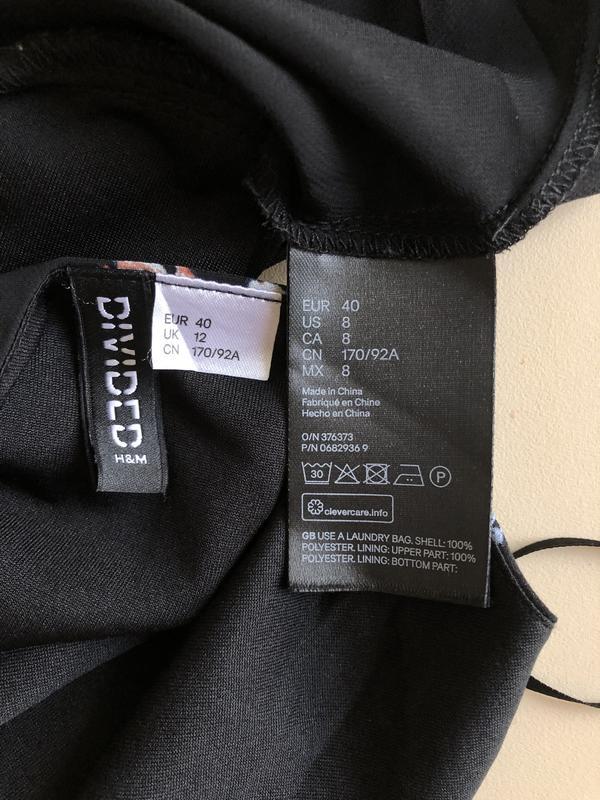 DIVIDED
H&M
EUR 40
UK 12
CN 170/92A
EUR 40
US 8
CA 8
CN 170/92A
MX 8
Made in China
Fabriqué en Chine
Hecho en China
O/N 376373
P/N 0682936 9
30
P
clevercare.info
GB USE A LAUNDRY BAG. SHELL: 100%
POLYESTER. LINING: UPPER PART: 100%
POLYESTER. LINING: BOTTOM PART: